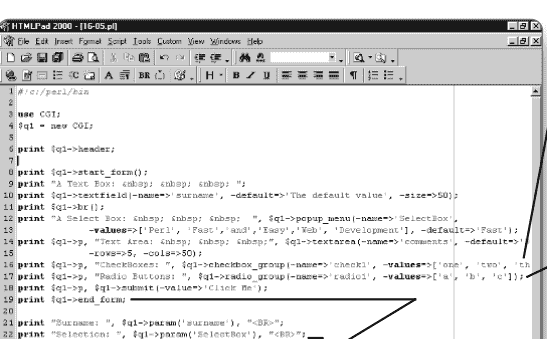 HTMLPad 2000 - [16-05.pl]
File Edit Insert Format Script Tools Custom View Windows Help
A BR H B I U ¶
1 #!c:/perl/bin
2
3 use CGI;
4 $q1 = new CGI;
5
6 print $q1->header;
7
8 print $q1->start_form();
9 print "A Text Box: &nbsp; &nbsp; &nbsp; ";
10 print $q1->textfield(-name=>'surname', -default=>'The default value', -size=>50);
11 print $q1->br();
12 print "A Select Box: &nbsp; &nbsp; &nbsp;  ", $q1->popup_menu(-name=>'SelectBox',
13 -values=>['Perl', 'Fast','and','Easy','Web', 'Development'], -default=>'Fast');
14 print $q1->p, "Text Area: &nbsp; &nbsp; &nbsp;", $q1->textarea(-name=>'comments', -default=>'
15 -rows=>5, -cols=>50);
16 print $q1->p, "CheckBoxes: ", $q1->checkbox_group(-name=>'check1', -values=>['one', 'two', 'th
17 print $q1->p, "Radio Buttons: ", $q1->radio_group(-name=>'radio1', -values=>['a', 'b', 'c']);
18 print $q1->p, $q1->submit(-value=>'Click Me');
19 print $q1->end_form;
20
21 print "Surname: ", $q1->param('surname'), "<BR>";
22 print "Selection: ", $q1->param('SelectBox'), "<BR>";